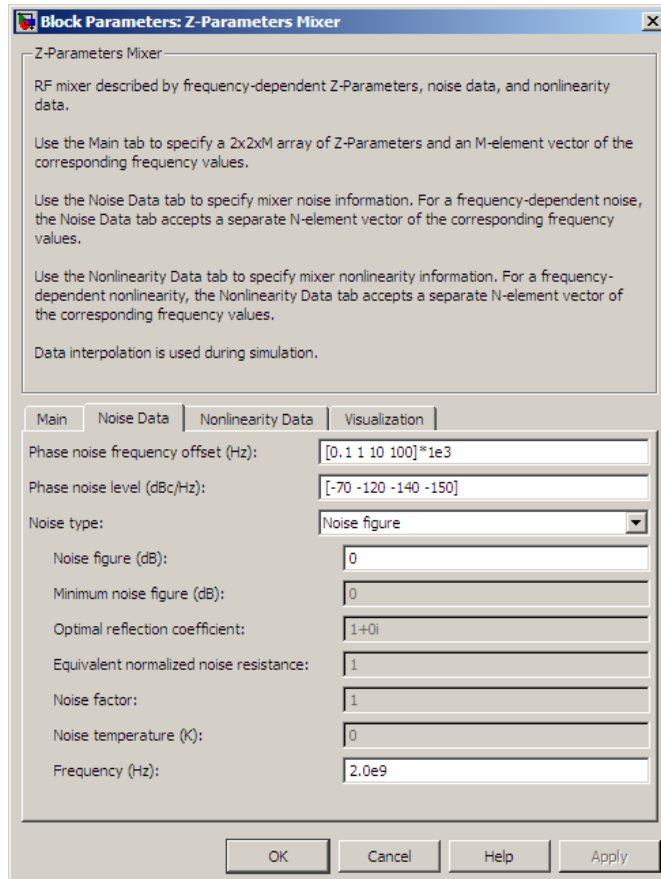 Block Parameters: Z-Parameters Mixer
Z-Parameters Mixer
RF mixer described by frequency-dependent Z-Parameters, noise data, and nonlinearity
data.
Use the Main tab to specify a 2x2xM array of Z-Parameters and an M-element vector of the
corresponding frequency values.
Use the Noise Data tab to specify mixer noise information. For a frequency-dependent noise,
the Noise Data tab accepts a separate N-element vector of the corresponding frequency
values.
Use the Nonlinearity Data tab to specify mixer nonlinearity information. For a frequency-
dependent nonlinearity, the Nonlinearity Data tab accepts a separate N-element vector of
the corresponding frequency values.
Data interpolation is used during simulation.
Main Noise Data Nonlinearity Data Visualization
Phase noise frequency offset (Hz): [0.1 1 10 100]*1e3
Phase noise level (dBc/Hz): [-70 -120 -140 -150]
Noise type: Noise figure
Noise figure (dB): 0
Minimum noise figure (dB): 0
Optimal reflection coefficient: 1+0i
Equivalent normalized noise resistance: 1
Noise factor: 1
Noise temperature (K): 0
Frequency (Hz): 2.0e9
OK Cancel Help Apply